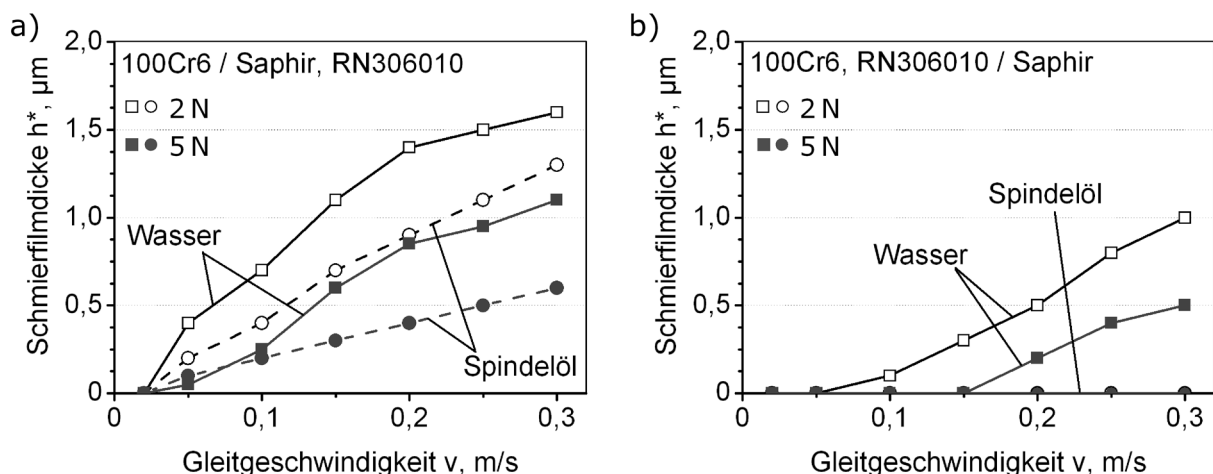 a)
Schmierfilmdicke h*, µm
2,0
1,5
1,0
0,5
0
100Cr6 / Saphir, RN306010
2 N
5 N
Wasser
Spindelöl
0
0,1
0,2
0,3
Gleitgeschwindigkeit v, m/s
b)
Schmierfilmdicke h*, µm
2,0
1,5
1,0
0,5
0
100Cr6, RN306010 / Saphir
2 N
5 N
Spindelöl
Wasser
0
0,1
0,2
0,3
Gleitgeschwindigkeit v, m/s